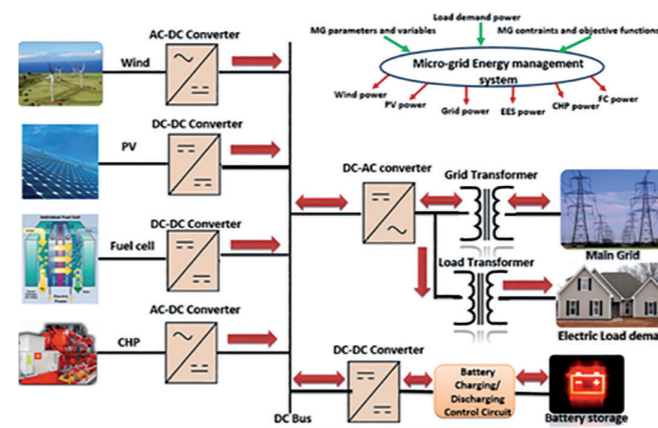 AC-DC Converter
Wind
DC-DC Converter
PV
DC-DC Converter
Fuel cell
AC-DC Converter
CHP
DC Bus
Load demand power
MG parameters and variables
MG contraints and objective functions
Micro-grid Energy management
system
Wind power
PV power
Grid power
EES power
CHP power
FC power
DC-AC converter
Grid Transformer
Main Grid
Load Transformer
Electric Load dema
DC-DC Converter
Battery
Charging/
Discharging
Control Circuit
Battery storage